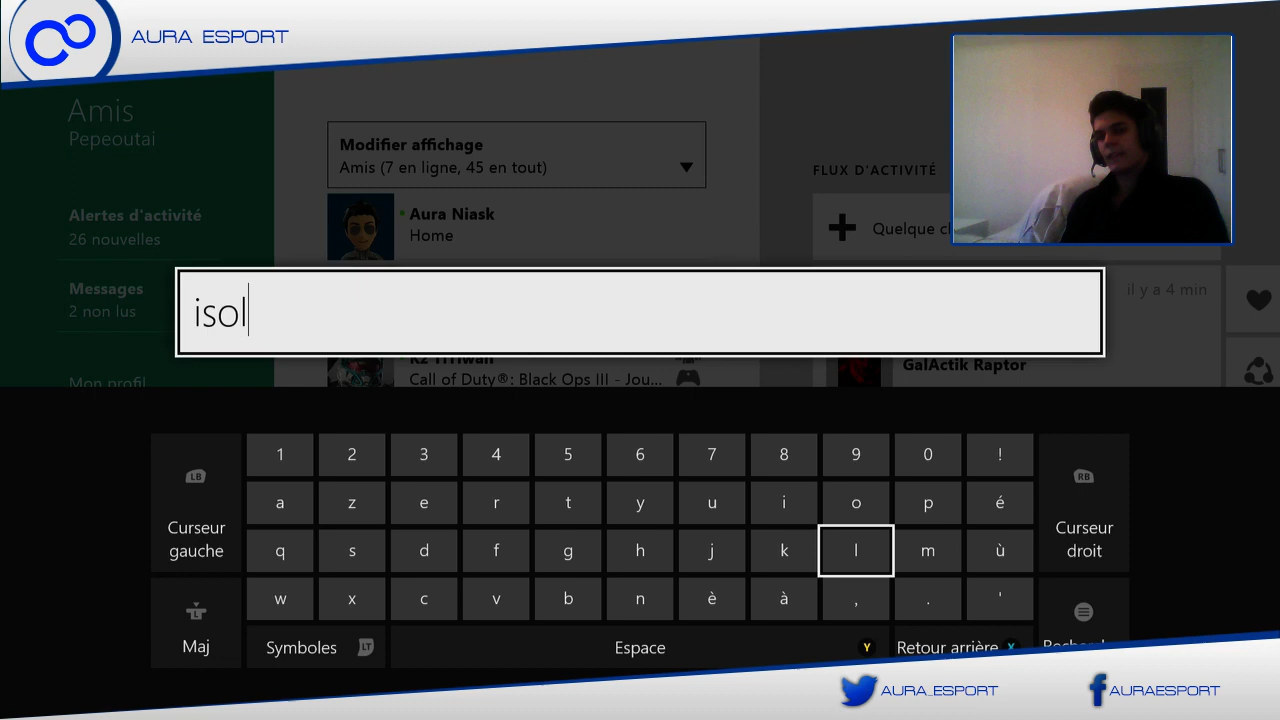 AURA ESPORT
Amis
Pepeoutai
Alertes d'activité
26 nouvelles
Messages
2 non lus
Mon profil
Modifier affichage
Amis (7 en ligne, 45 en tout)
Aura Niask
Home
Call of Duty®: Black Ops III - Jou...
FLUX D'ACTIVITÉ
Quelque
il y a 4 min
GalActik Raptor
isol
LB
Curseur
gauche
1 2 3 4 5 6 7 8 9 0 !
a z e r t y u i o p é
q s d f g h j k l m ù
w x c v b n è à , . '
RB
Curseur
droit
L
Maj
Symboles LT
Espace Y
Retour arrière X
AURA_ESPORT
AURAESPORT